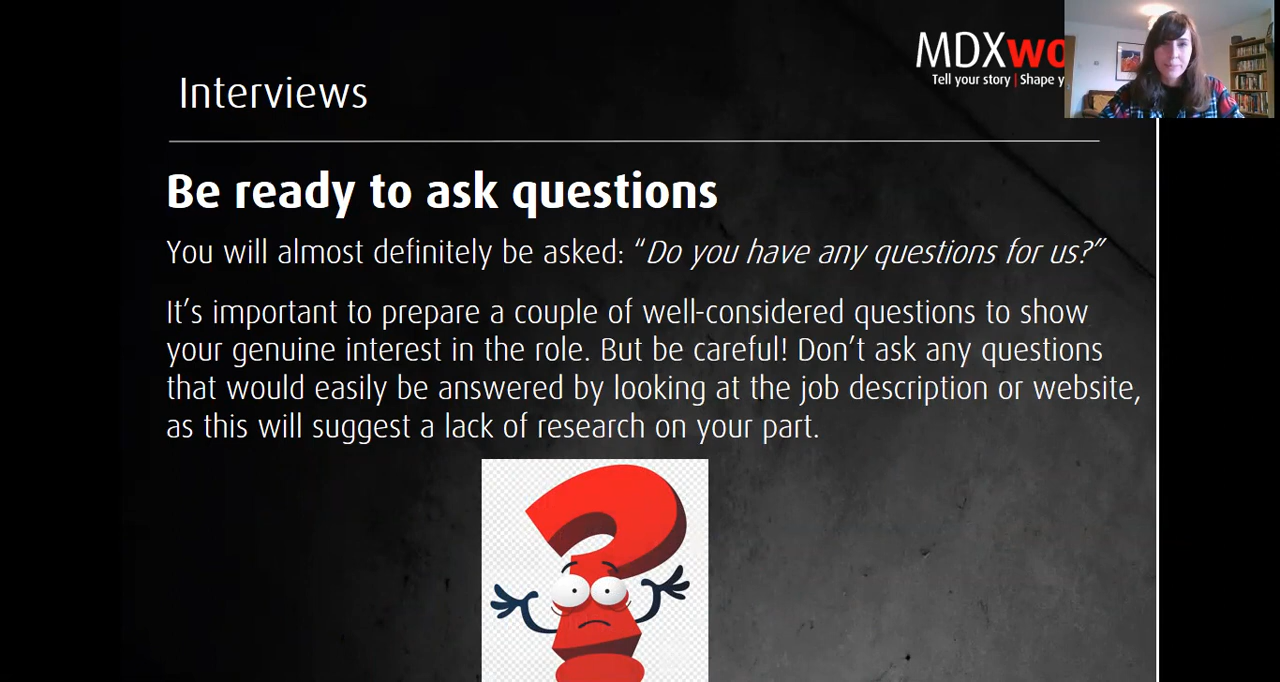 MDXwo
Tell your story | Shape y
Interviews
Be ready to ask questions
You will almost definitely be asked: “Do you have any questions for us?”
It’s important to prepare a couple of well-considered questions to show
your genuine interest in the role. But be careful! Don’t ask any questions
that would easily be answered by looking at the job description or website,
as this will suggest a lack of research on your part.